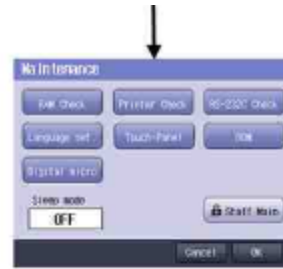 Maintenance
RAM Check Printer Check RS-232C Check
Language set. Touch-Panel COM
Digital micro
Sleep mode
OFF
Staff Main
Cancel OK